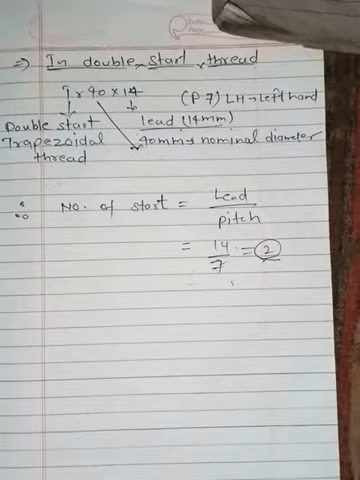 ⇒ In double start thread
T x 40 x 14 (P 7) LH → left hand
Double start lead (14mm)
Trapezoidal 40mm → nominal diameter
thread
∴ No. of start = Lead / pitch
= 14 / 7 = 2